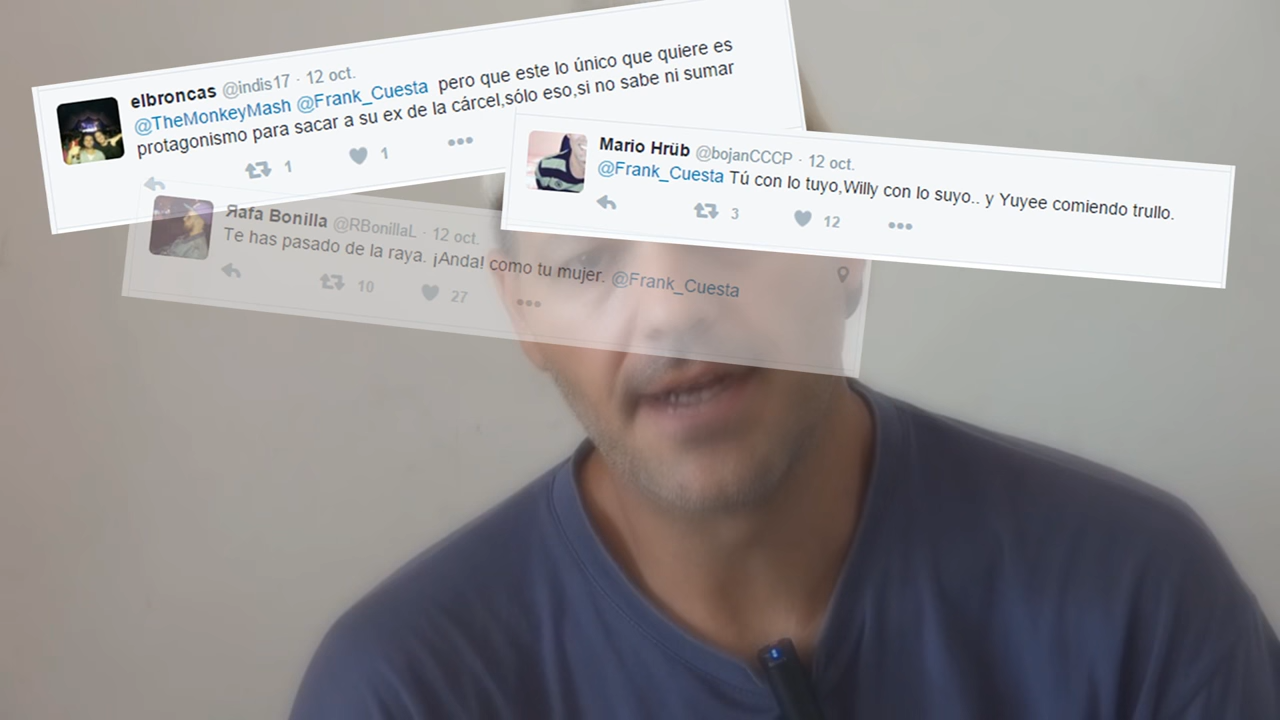 elbroncas @indis17 · 12 oct.
@TheMonkeyMash @Frank_Cuesta pero que este lo único que quiere es
protagonismo para sacar a su ex de la cárcel,sólo eso,si no sabe ni sumar
1 1
Mario Hrüb @bojanCCCP · 12 oct.
@Frank_Cuesta Tú con lo tuyo,Willy con lo suyo.. y Yuyee comiendo trullo.
3 12
Яafa Bonilla @RBonillaL · 12 oct.
Te has pasado de la raya. ¡Anda! como tu mujer. @Frank_Cuesta
10 27